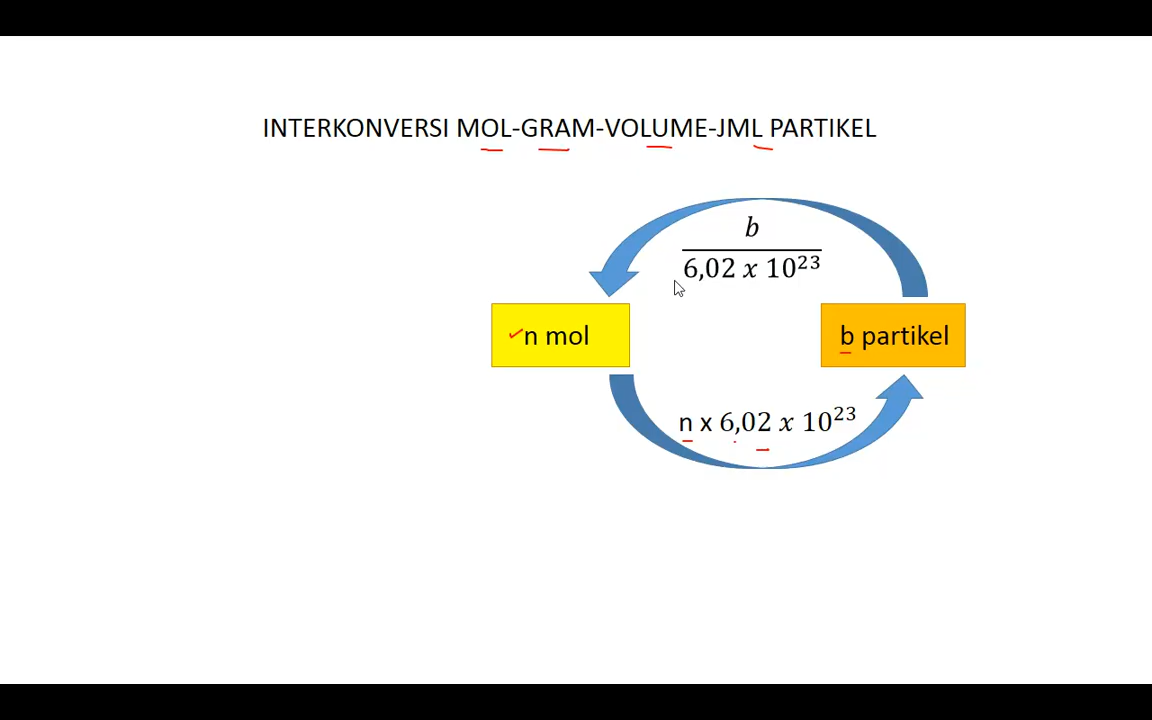 INTERKONVERSI MOL-GRAM-VOLUME-JML PARTIKEL
b
6,02 x 10²³
n mol
b partikel
n x 6,02 x 10²³